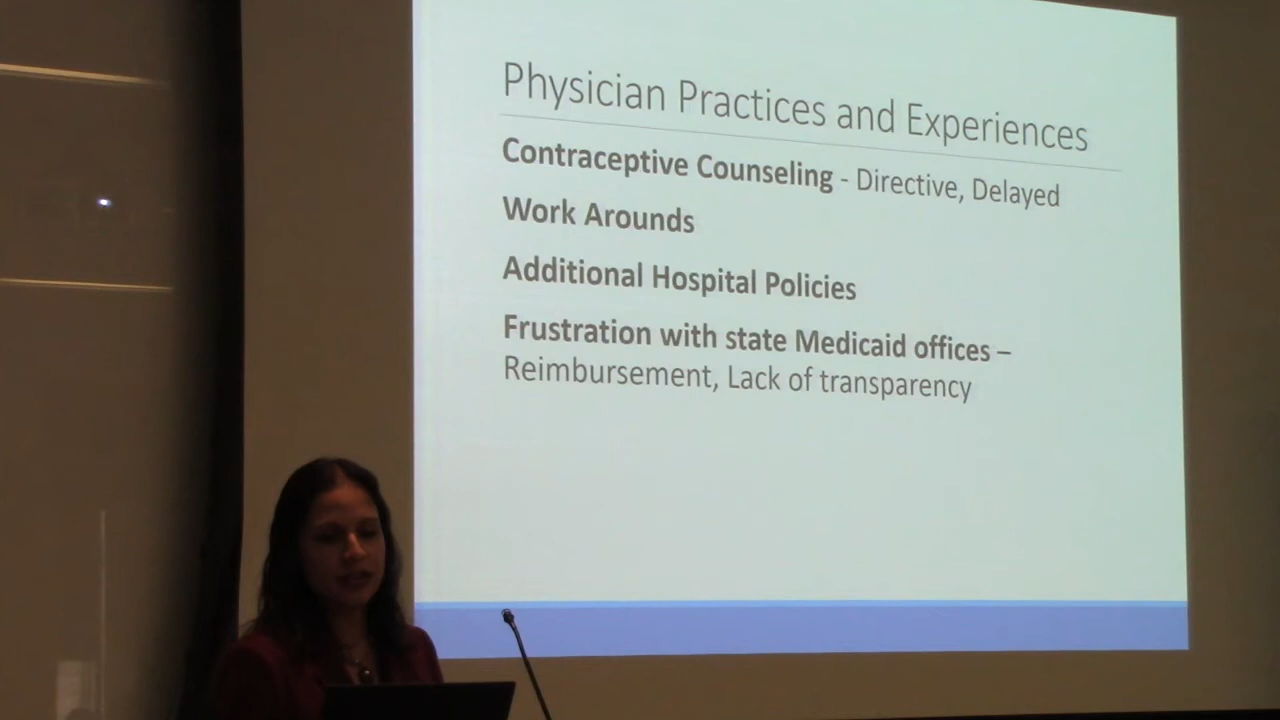 Physician Practices and Experiences
Contraceptive Counseling - Directive, Delayed
Work Arounds
Additional Hospital Policies
Frustration with state Medicaid offices –
Reimbursement, Lack of transparency